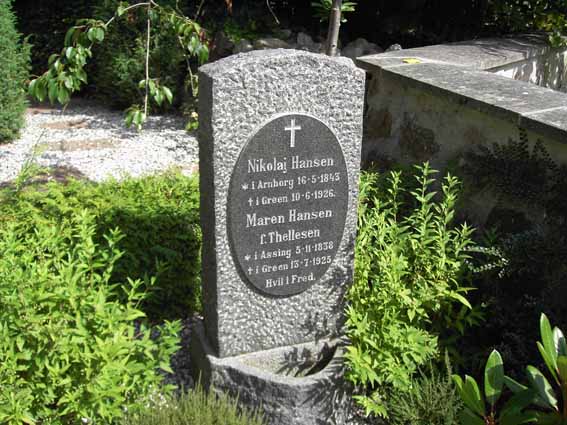 Nikolaj Hansen
* i Arnborg 16-5-1843
† i Green 10-6-1926.
Maren Hansen
f. Thellesen
* i Assing 5-11-1838
† i Green 13-7-1925
Hvil i Fred.